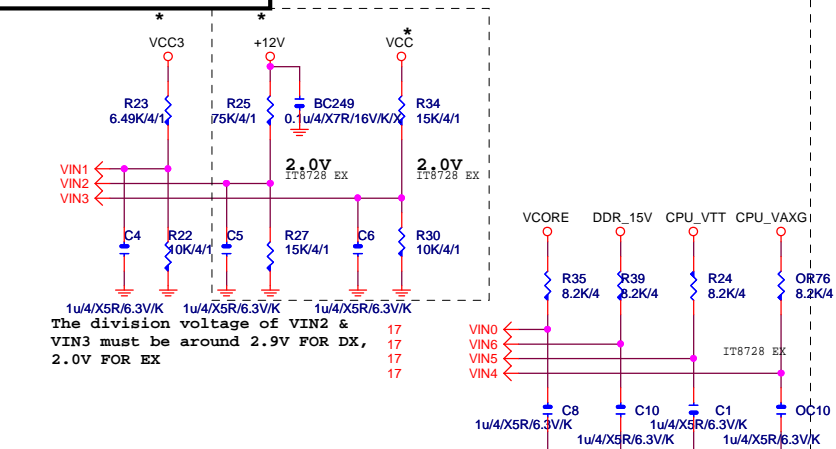 * * *
VCC3 +12V VCC
R23 R25 BC249 R34
6.49K/4/1 75K/4/1 0.1u/4/X7R/16V/K/X 15K/4/1
2.0V 2.0V
IT8728 EX IT8728 EX
VIN1
VIN2
VIN3
C4 R22 C5 R27 C6 R30
10K/4/1 15K/4/1 10K/4/1
1u/4/X5R/6.3V/K 1u/4/X5R/6.3V/K 1u/4/X5R/6.3V/K
The division voltage of VIN2 &
VIN3 must be around 2.9V FOR DX,
2.0V FOR EX
17
17
17
17
VCORE DDR_15V CPU_VTT CPU_VAXG
R35 R39 R24 OR76
8.2K/4 8.2K/4 8.2K/4 8.2K/4
VIN0
VIN6
VIN5
VIN4
IT8728 EX
C8 C10 C1 OC10
1u/4/X5R/6.3V/K 1u/4/X5R/6.3V/K
1u/4/X5R/6.3V/K 1u/4/X5R/6.3V/K